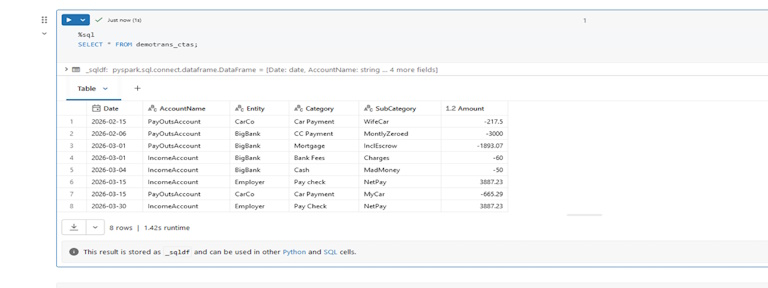 Just now (1s)
1
%sql
SELECT * FROM demotrans_ctas;
_sqldf: pyspark.sql.connect.dataframe.DataFrame = [Date: date, AccountName: string ... 4 more fields]
Table
Date AccountName Entity Category SubCategory 1.2 Amount
1 2026-02-15 PayOutsAccount CarCo Car Payment WifeCar -217.5
2 2026-02-06 PayOutsAccount BigBank CC Payment MontlyZeroed -3000
3 2026-03-01 PayOutsAccount BigBank Mortgage InclEscrow -1893.07
4 2026-03-01 IncomeAccount BigBank Bank Fees Charges -60
5 2026-03-04 IncomeAccount BigBank Cash MadMoney -50
6 2026-03-15 IncomeAccount Employer Pay check NetPay 3887.23
7 2026-03-15 PayOutsAccount CarCo Car Payment MyCar -665.29
8 2026-03-30 IncomeAccount Employer Pay Check NetPay 3887.23
8 rows | 1.42s runtime
This result is stored as _sqldf and can be used in other Python and SQL cells.